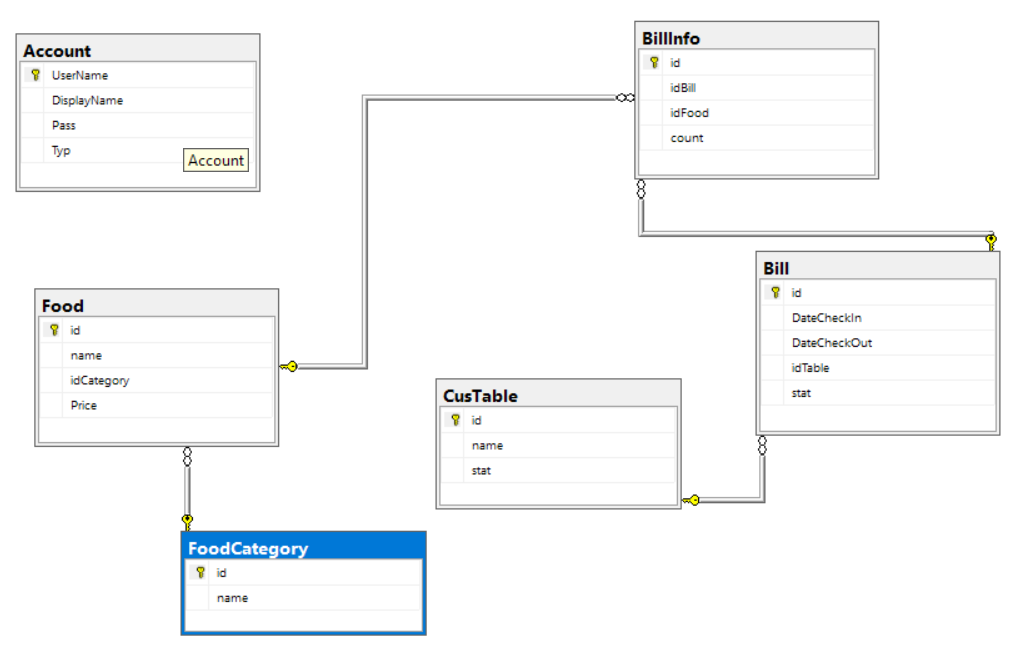 Account
UserName
DisplayName
Pass
Typ
Account
BillInfo
id
idBill
idFood
count
Food
id
name
idCategory
Price
Bill
id
DateCheckIn
DateCheckOut
idTable
stat
CusTable
id
name
stat
FoodCategory
id
name